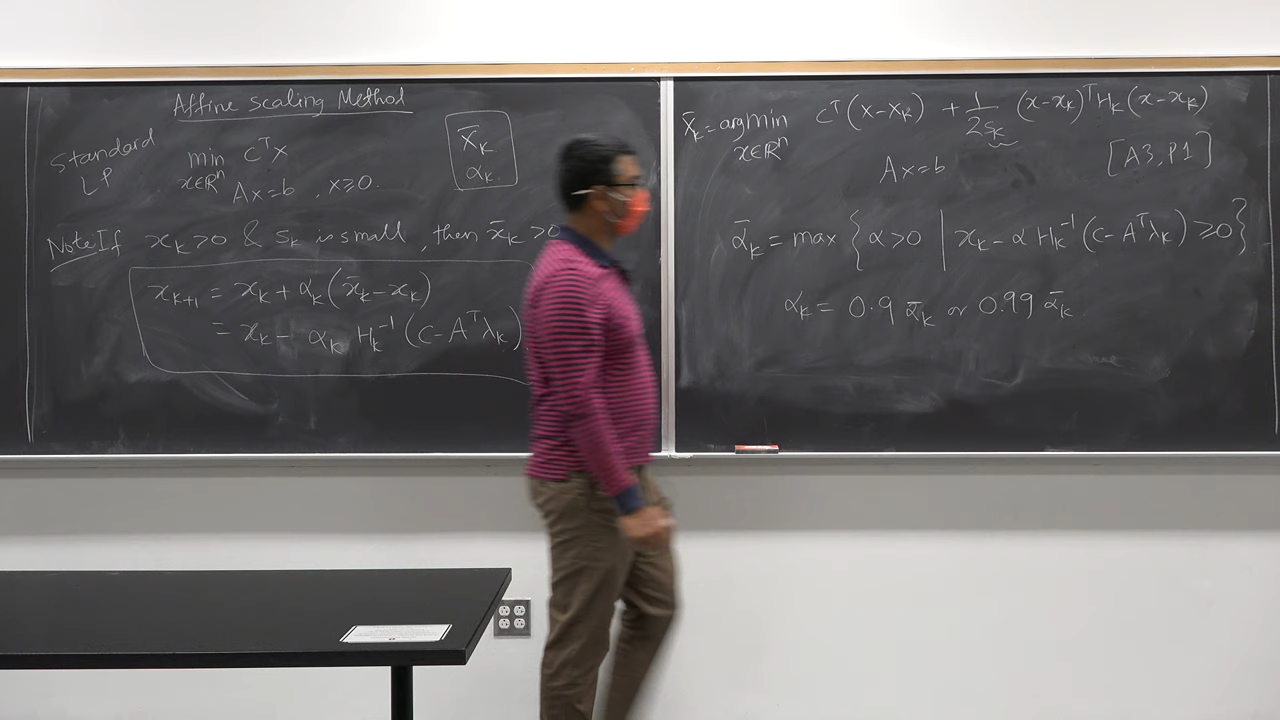 Affine scaling Method
Standard LP
min cᵀx
x∈ℝⁿ
Ax=b , x≥0.
x̄ₖ
αₖ
Note If xₖ>0 & sₖ is small, then x̄ₖ>0
xₖ₊₁ = xₖ + αₖ(x̄ₖ-xₖ)
= xₖ - αₖ Hₖ⁻¹ (c-Aᵀλₖ)
x̄ₖ = argmin cᵀ(x-xₖ) + 1/2sₖ (x-xₖ)ᵀHₖ(x-xₖ)
x∈ℝⁿ
Ax=b
[A3, P1]
ᾱₖ = max { α>0 | xₖ - α Hₖ⁻¹ (c-Aᵀλₖ) ≥0 }
αₖ = 0.9 ᾱₖ or 0.99 ᾱₖ